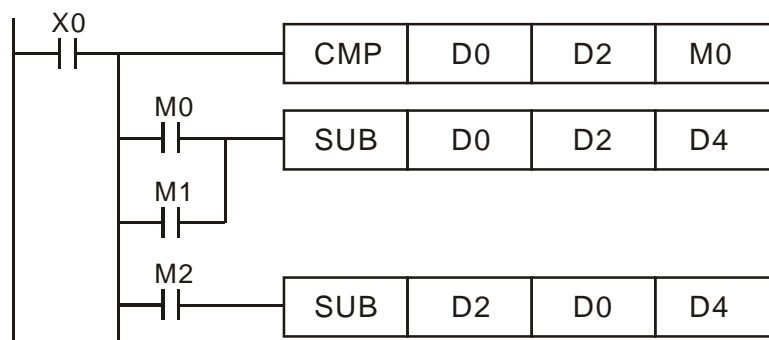 X0
CMP D0 D2 M0
M0
SUB D0 D2 D4
M1
M2
SUB D2 D0 D4